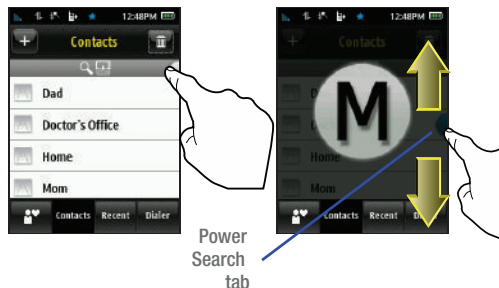 12:48PM
+ Contacts
Dad
Doctor's Office
Home
Mom
Contacts Recent Dialer
12:48PM
+ Contacts
M
Home
Mom
Contacts Recent Dialer
Power
Search
tab